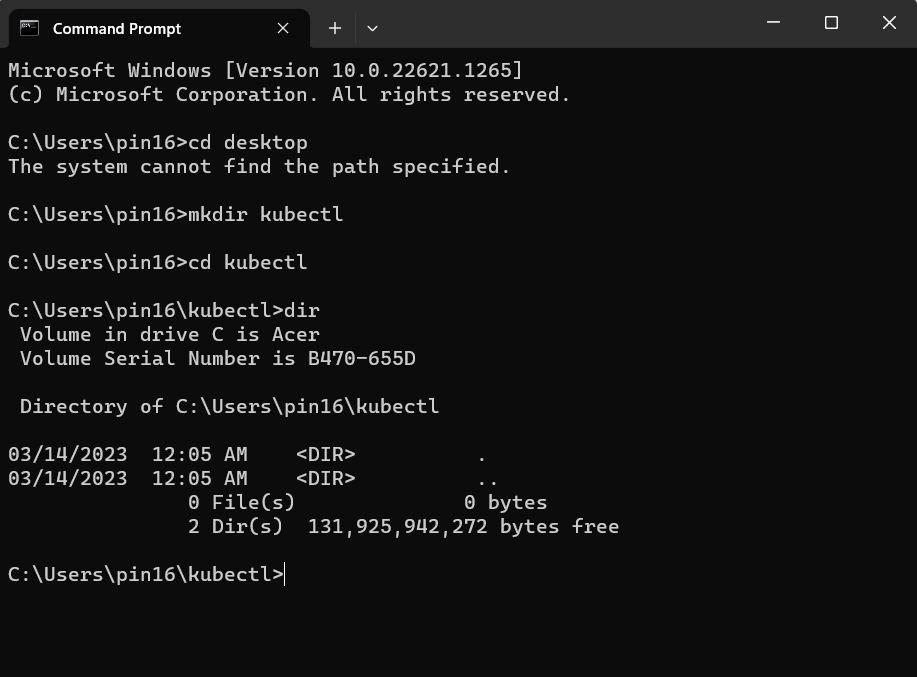 Command Prompt
Microsoft Windows [Version 10.0.22621.1265]
(c) Microsoft Corporation. All rights reserved.
C:\Users\pin16>cd desktop
The system cannot find the path specified.
C:\Users\pin16>mkdir kubectl
C:\Users\pin16>cd kubectl
C:\Users\pin16\kubectl>dir
 Volume in drive C is Acer
 Volume Serial Number is B470-655D
 Directory of C:\Users\pin16\kubectl
03/14/2023  12:05 AM    <DIR>          .
03/14/2023  12:05 AM    <DIR>          ..
               0 File(s)              0 bytes
               2 Dir(s)  131,925,942,272 bytes free
C:\Users\pin16\kubectl>